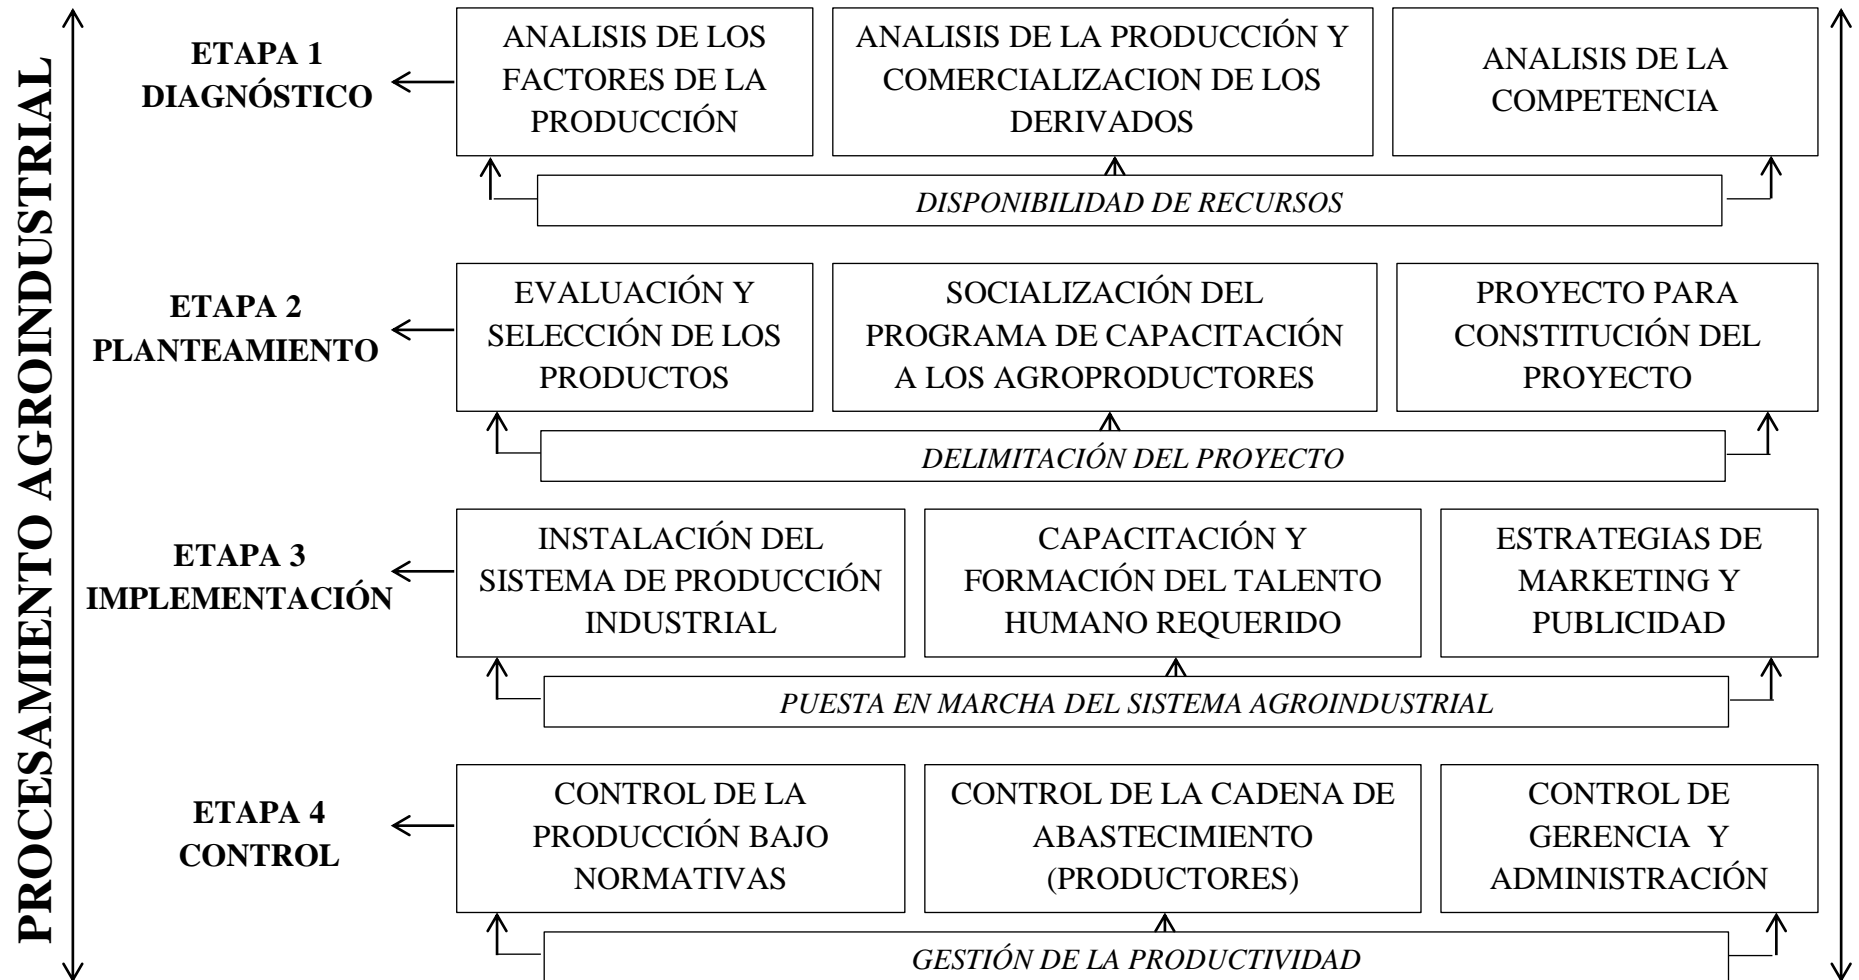 PROCESAMIENTO AGROINDUSTRIAL
ETAPA 1
DIAGNÓSTICO
ANALISIS DE LOS
FACTORES DE LA
PRODUCCIÓN
ANALISIS DE LA PRODUCCIÓN Y
COMERCIALIZACION DE LOS
DERIVADOS
ANALISIS DE LA
COMPETENCIA
DISPONIBILIDAD DE RECURSOS
ETAPA 2
PLANTEAMIENTO
EVALUACIÓN Y
SELECCIÓN DE LOS
PRODUCTOS
SOCIALIZACIÓN DEL
PROGRAMA DE CAPACITACIÓN
A LOS AGROPRODUCTORES
PROYECTO PARA
CONSTITUCIÓN DEL
PROYECTO
DELIMITACIÓN DEL PROYECTO
ETAPA 3
IMPLEMENTACIÓN
INSTALACIÓN DEL
SISTEMA DE PRODUCCIÓN
INDUSTRIAL
CAPACITACIÓN Y
FORMACIÓN DEL TALENTO
HUMANO REQUERIDO
ESTRATEGIAS DE
MARKETING Y
PUBLICIDAD
PUESTA EN MARCHA DEL SISTEMA AGROINDUSTRIAL
ETAPA 4
CONTROL
CONTROL DE LA
PRODUCCIÓN BAJO
NORMATIVAS
CONTROL DE LA CADENA DE
ABASTECIMIENTO
(PRODUCTORES)
CONTROL DE
GERENCIA Y
ADMINISTRACIÓN
GESTIÓN DE LA PRODUCTIVIDAD